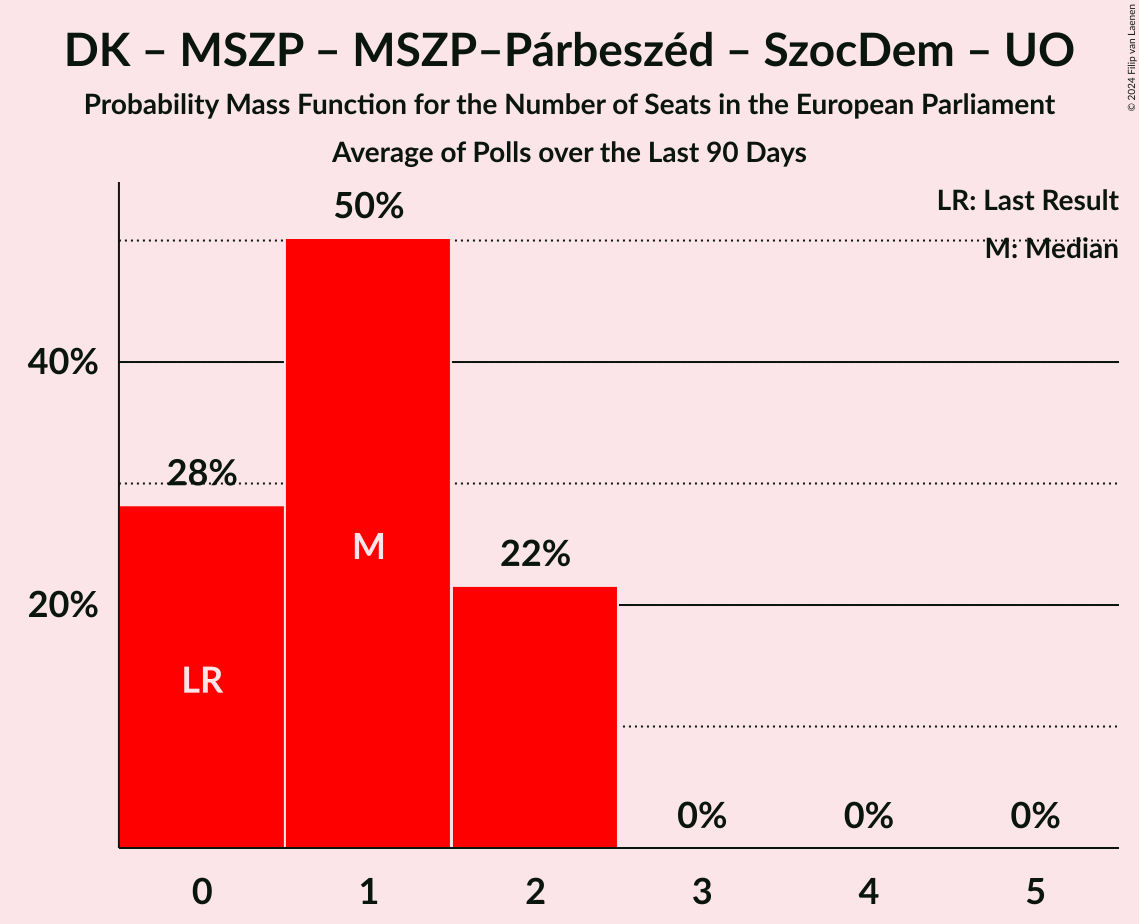 DK – MSZP – MSZP–Párbeszéd – SzocDem – UO
Probability Mass Function for the Number of Seats in the European Parliament
Average of Polls over the Last 90 Days
© 2024 Filip van Laenen
LR: Last Result
M: Median
50%
40%
28%
M
22%
20%
LR
0%
0%
0%
0
1
2
3
4
5